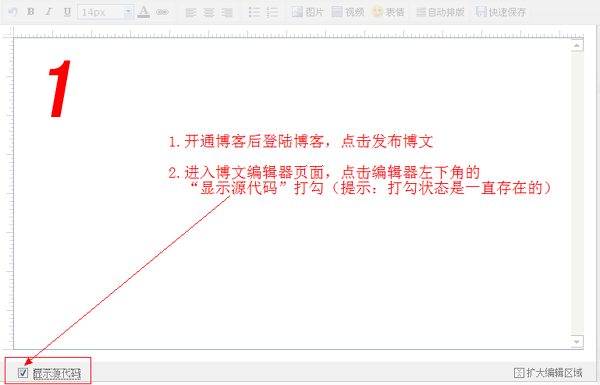 B I U 14px A 图片 视频 表情 自动排版 快速保存
1
1.开通博客后登陆博客，点击发布博文
2.进入博文编辑器页面，点击编辑器左下角的
“显示源代码”打勾（提示：打勾状态是一直存在的）
显示源代码 扩大编辑区域